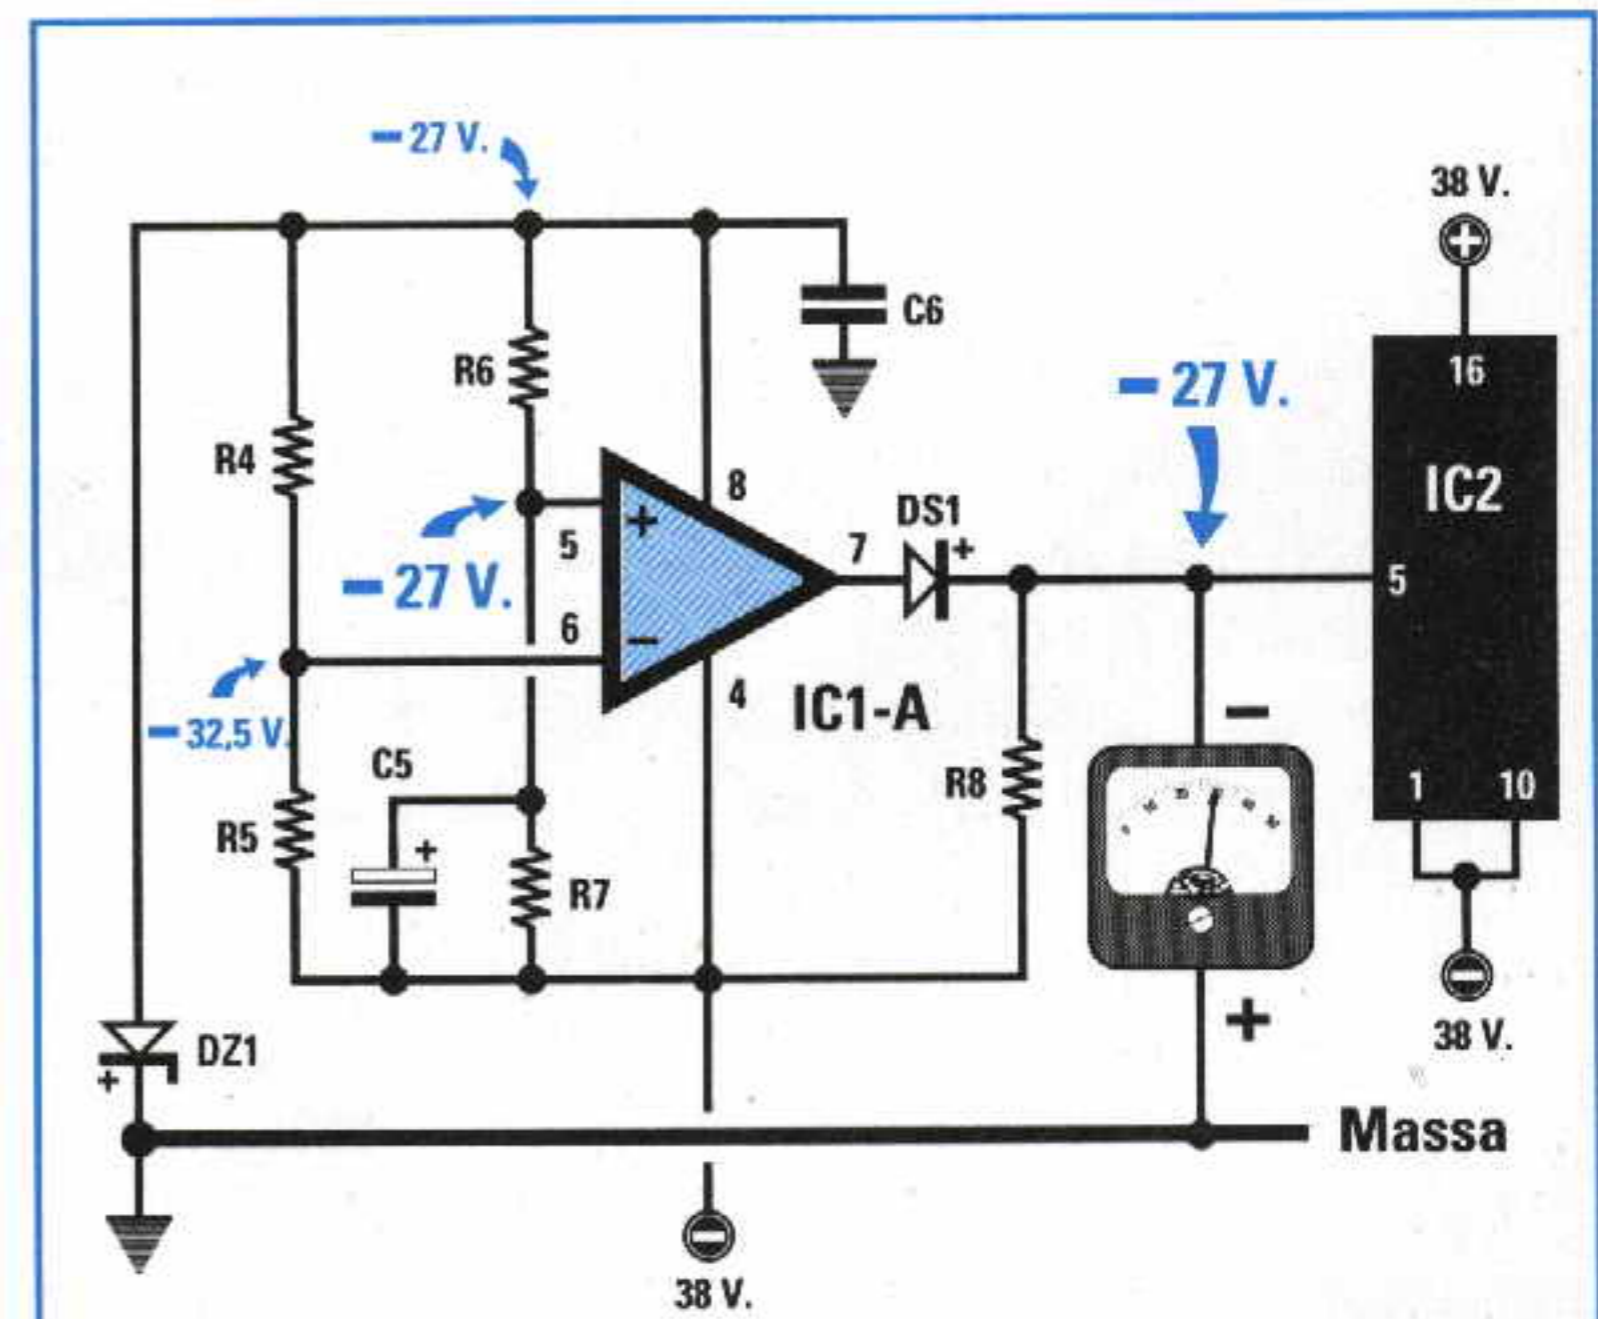 – 27 V.
38 V.
+
C6
R6
– 27 V.
16
R4
8
IC2
DS1
+
5
+
7
5
– 27 V.
6
–
– 32,5 V.
4
IC1-A
–
C5
R8
1
10
R5
+
R7
–
+
38 V.
DZ1
+
Massa
–
38 V.